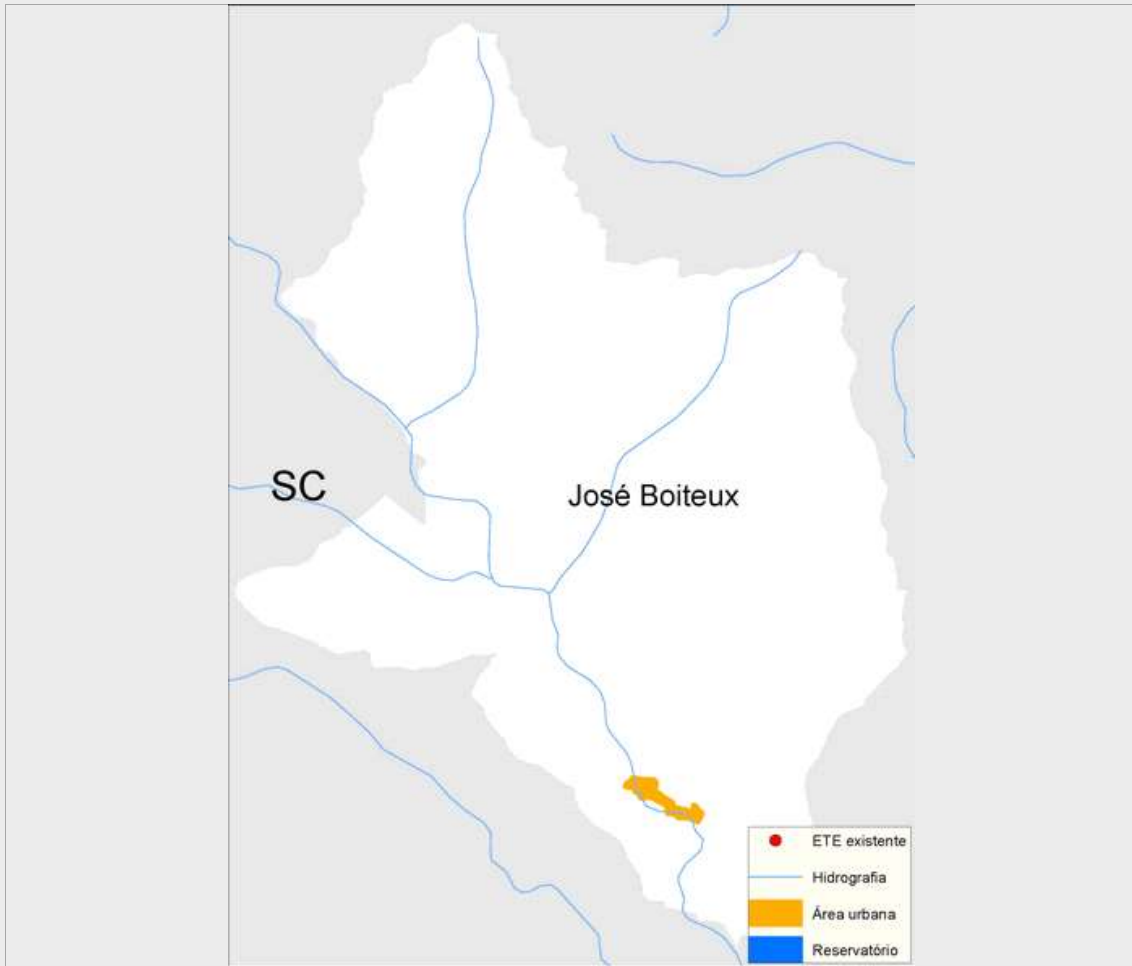 SC
José Boiteux
ETE existente
Hidrografia
Área urbana
Reservatório